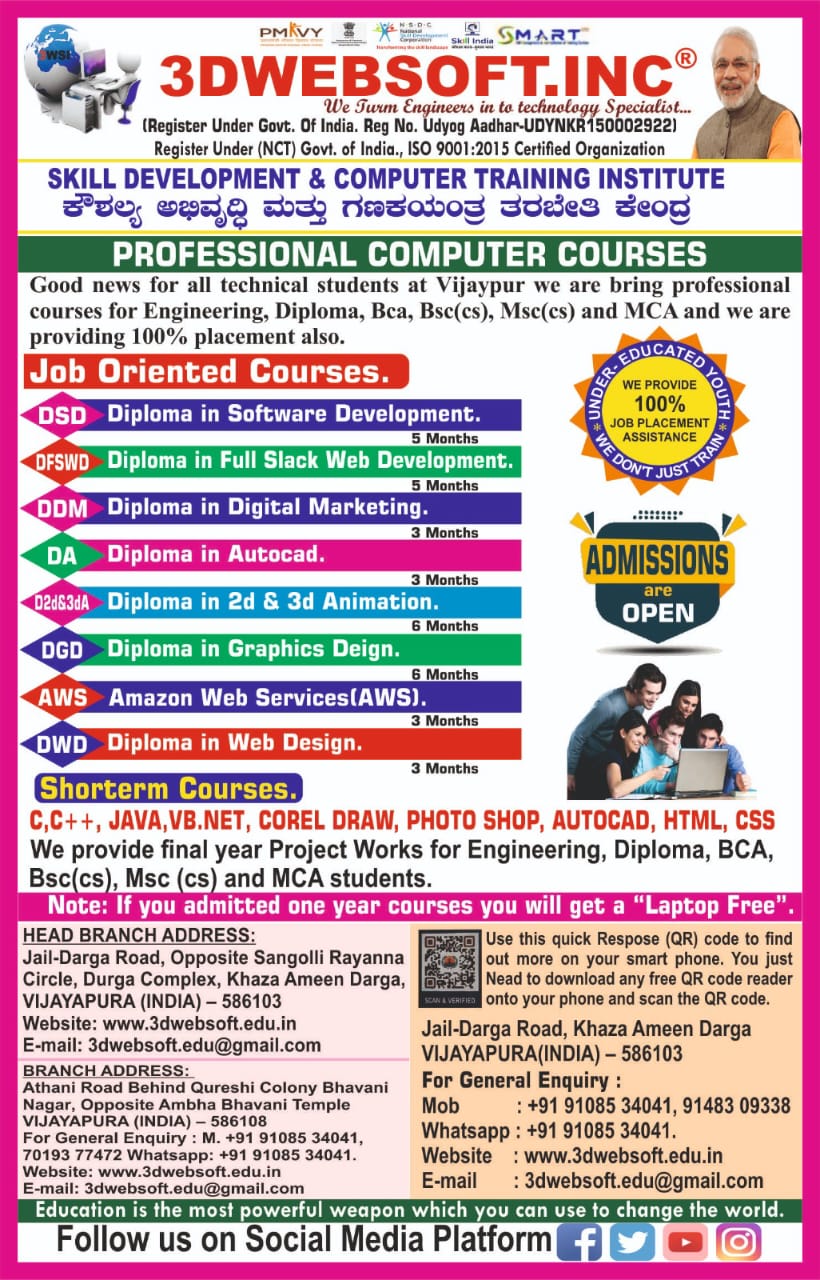 WSI
PMKVY
N·S·D·C
National
Skill Development
Corporation
Transforming the skill landscape
Skill India
SMART
3DWEBSOFT.INC®
We Turm Engineers in to technology Specialist...
(Register Under Govt. Of India. Reg No. Udyog Aadhar-UDYNKR150002922)
Register Under (NCT) Govt. of India., ISO 9001:2015 Certified Organization
SKILL DEVELOPMENT & COMPUTER TRAINING INSTITUTE
ಕೌಶಲ್ಯ ಅಭಿವೃದ್ಧಿ ಮತ್ತು ಗಣಕಯಂತ್ರ ತರಬೇತಿ ಕೇಂದ್ರ
PROFESSIONAL COMPUTER COURSES
Good news for all technical students at Vijaypur we are bring professional
courses for Engineering, Diploma, Bca, Bsc(cs), Msc(cs) and MCA and we are
providing 100% placement also.
Job Oriented Courses.
DSD Diploma in Software Development.
5 Months
DFSWD Diploma in Full Slack Web Development.
5 Months
DDM Diploma in Digital Marketing.
3 Months
DA Diploma in Autocad.
3 Months
D2d&3dA Diploma in 2d & 3d Animation.
6 Months
DGD Diploma in Graphics Deign.
6 Months
AWS Amazon Web Services(AWS).
3 Months
DWD Diploma in Web Design.
3 Months
UNDER- EDUCATED YOUTH
WE PROVIDE
100%
JOB PLACEMENT
ASSISTANCE
* WE DON'T JUST TRAIN *
ADMISSIONS
are
OPEN
Shorterm Courses.
C,C++, JAVA,VB.NET, COREL DRAW, PHOTO SHOP, AUTOCAD, HTML, CSS
We provide final year Project Works for Engineering, Diploma, BCA,
Bsc(cs), Msc (cs) and MCA students.
Note: If you admitted one year courses you will get a “Laptop Free”.
HEAD BRANCH ADDRESS:
Jail-Darga Road, Opposite Sangolli Rayanna
Circle, Durga Complex, Khaza Ameen Darga,
VIJAYAPURA (INDIA) – 586103
Website: www.3dwebsoft.edu.in
E-mail: 3dwebsoft.edu@gmail.com
BRANCH ADDRESS:
Athani Road Behind Qureshi Colony Bhavani
Nagar, Opposite Ambha Bhavani Temple
VIJAYAPURA (INDIA) – 586108
For General Enquiry : M. +91 91085 34041,
70193 77472 Whatsapp: +91 91085 34041.
Website: www.3dwebsoft.edu.in
E-mail: 3dwebsoft.edu@gmail.com
SCAN & VERIFIED
Use this quick Respose (QR) code to find
out more on your smart phone. You just
Nead to download any free QR code reader
onto your phone and scan the QR code.
Jail-Darga Road, Khaza Ameen Darga
VIJAYAPURA(INDIA) – 586103
For General Enquiry :
Mob : +91 91085 34041, 91483 09338
Whatsapp : +91 91085 34041.
Website : www.3dwebsoft.edu.in
E-mail : 3dwebsoft.edu@gmail.com
Education is the most powerful weapon which you can use to change the world.
Follow us on Social Media Platform